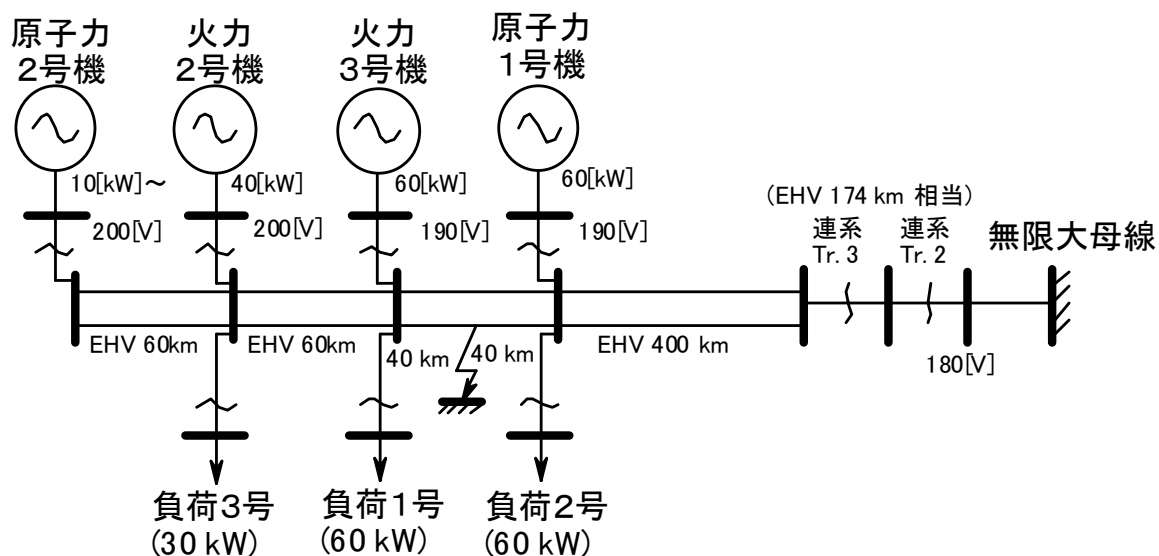 原子力
2号機
火力
2号機
火力
3号機
原子力
1号機
10[kW]～
40[kW]
60[kW]
60[kW]
200[V]
200[V]
190[V]
190[V]
(EHV 174 km 相当)
連系
Tr. 3
連系
Tr. 2
無限大母線
EHV 60km
EHV 60km
40 km
40 km
EHV 400 km
180[V]
負荷3号
(30 kW)
負荷1号
(60 kW)
負荷2号
(60 kW)